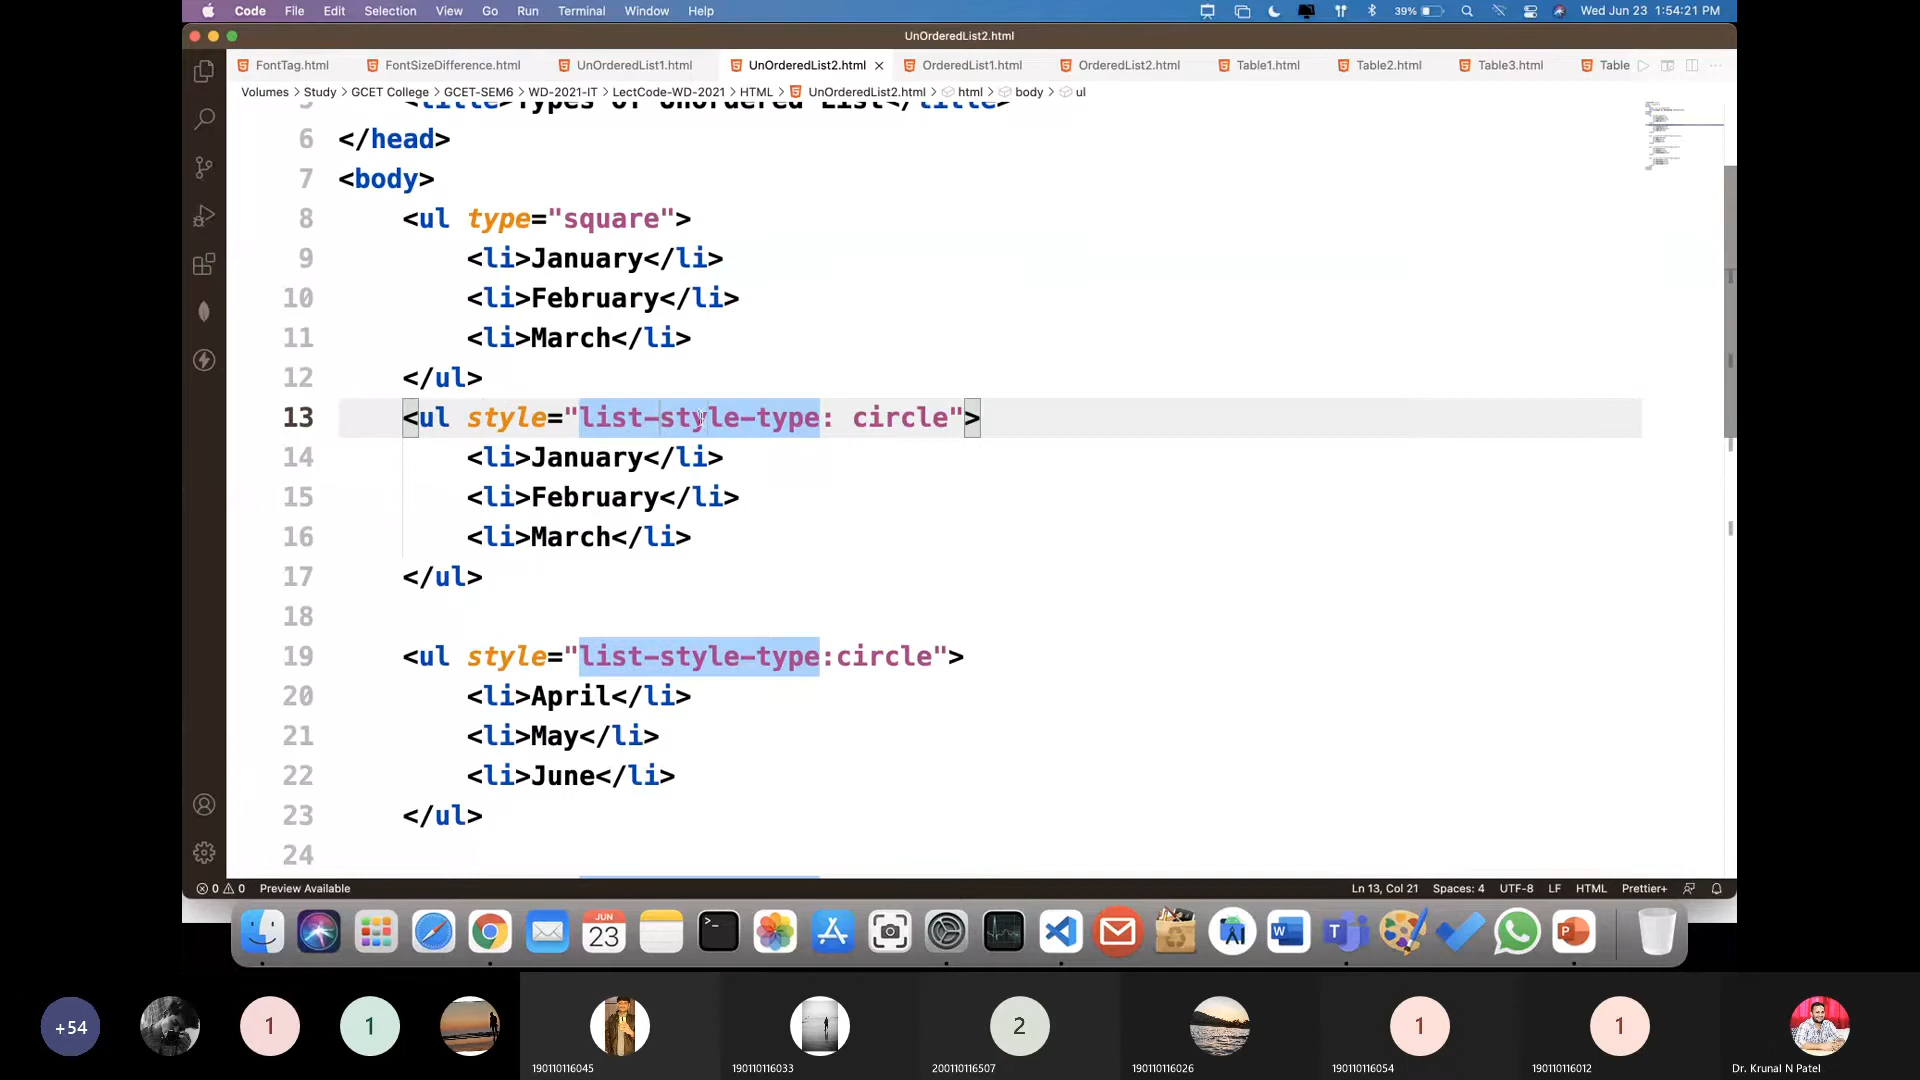 Code File Edit Selection View Go Run Terminal Window Help 39% Wed Jun 23 1:54:21 PM
UnOrderedList2.html
FontTag.html FontSizeDifference.html UnOrderedList1.html UnOrderedList2.html OrderedList1.html OrderedList2.html Table1.html Table2.html Table3.html Table
Volumes > Study > GCET College > GCET-SEM6 > WD-2021-IT > LectCode-WD-2021 > HTML > UnOrderedList2.html > html > body > ul
5 <title>Types of Unordered List</title>
6 </head>
7 <body>
8 <ul type="square">
9 <li>January</li>
10 <li>February</li>
11 <li>March</li>
12 </ul>
13 <ul style="list-style-type: circle">
14 <li>January</li>
15 <li>February</li>
16 <li>March</li>
17 </ul>
18
19 <ul style="list-style-type:circle">
20 <li>April</li>
21 <li>May</li>
22 <li>June</li>
23 </ul>
24
0 0 Preview Available Ln 13, Col 21 Spaces: 4 UTF-8 LF HTML Prettier+
JUN
23
+54 1 1 2 1 1
190110116045 190110116033 200110116507 190110116026 190110116054 190110116012 Dr. Krunal N Patel